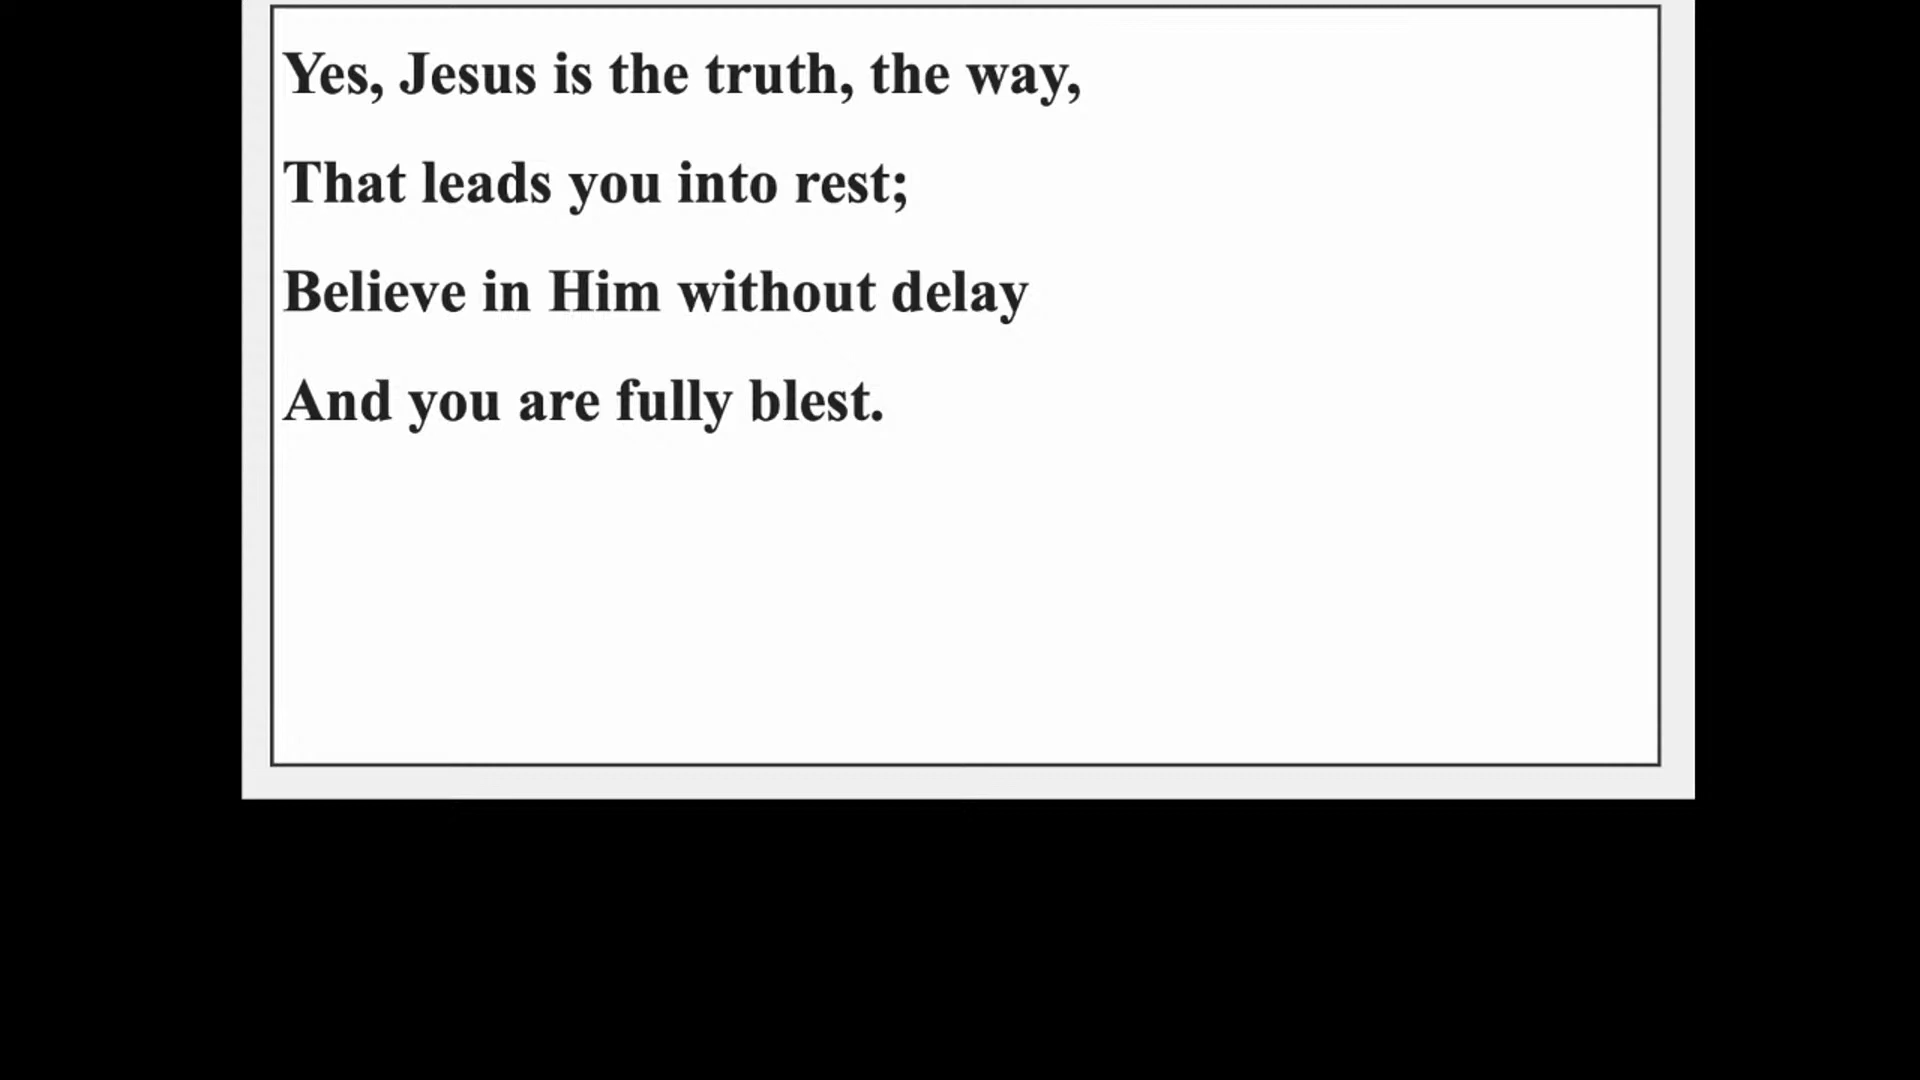 Yes, Jesus is the truth, the way,
That leads you into rest;
Believe in Him without delay
And you are fully blest.